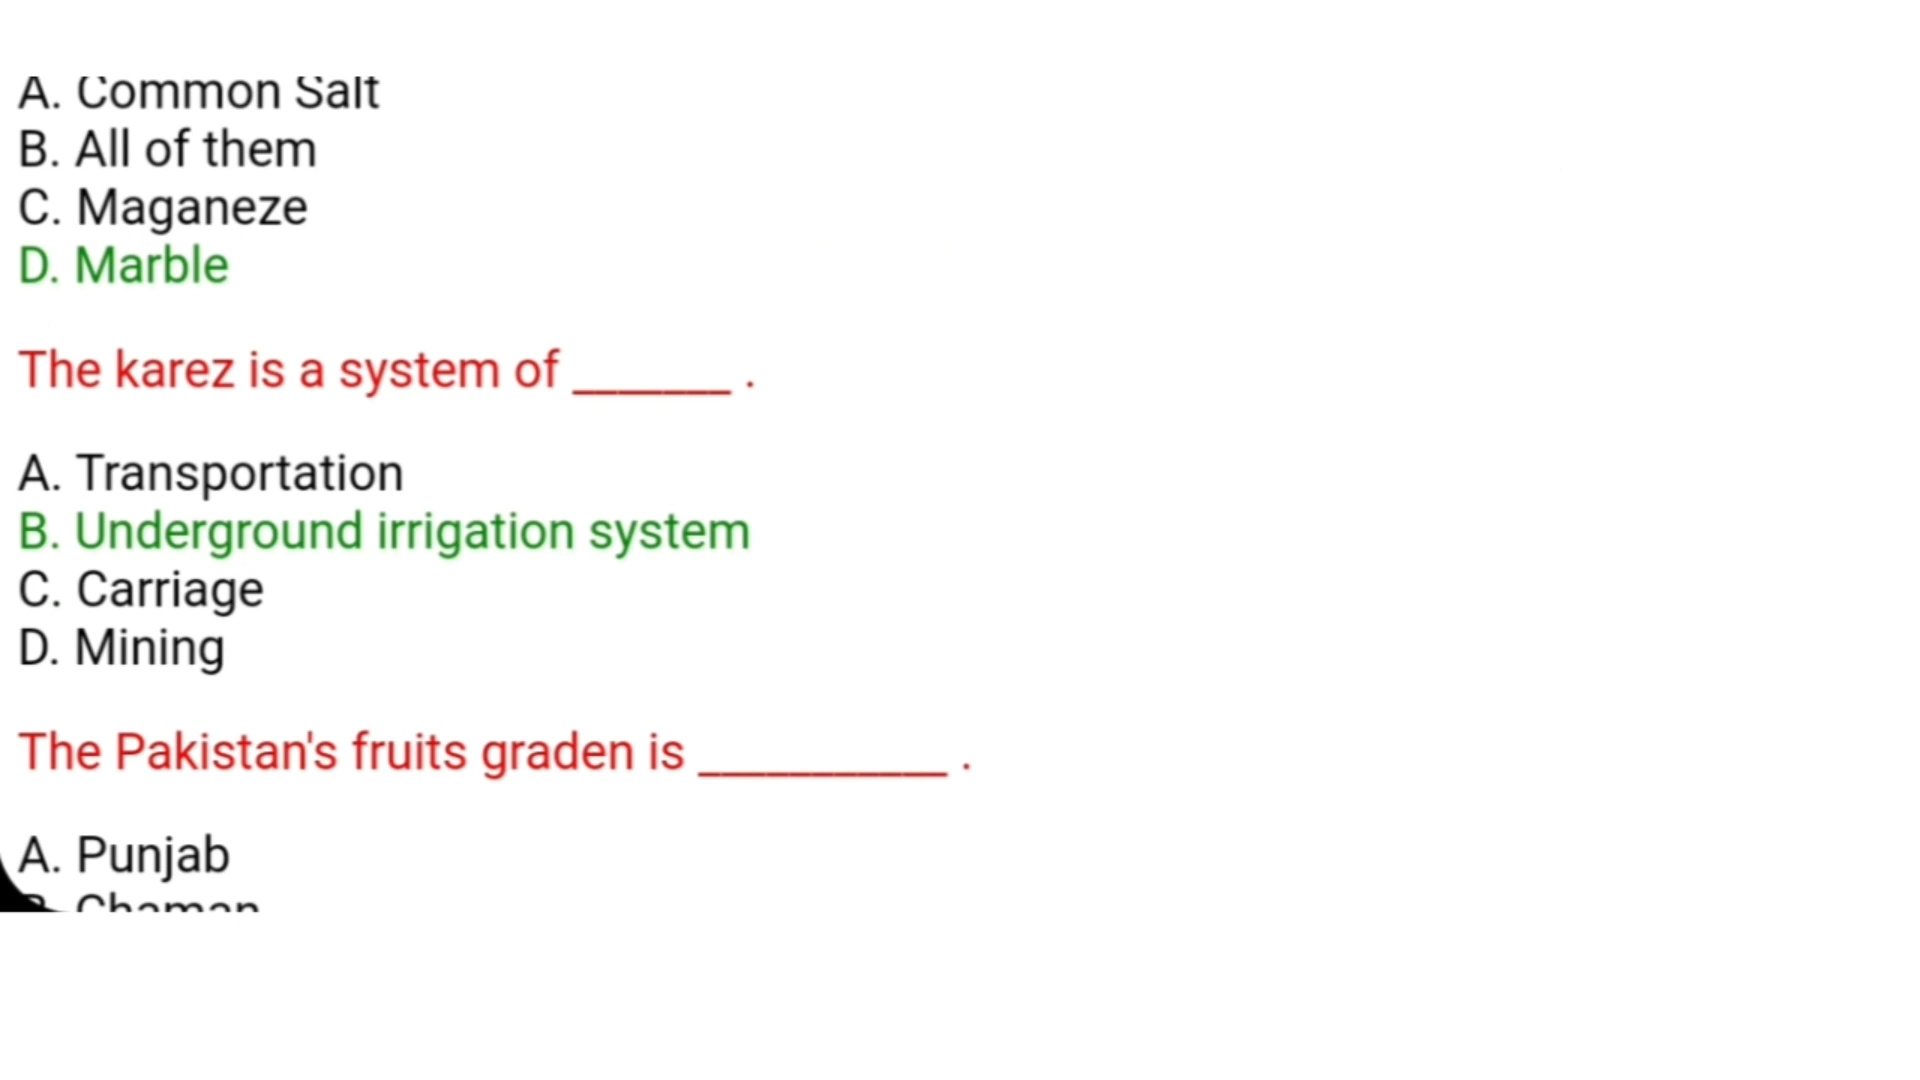 A. Common Salt
B. All of them
C. Maganeze
D. Marble
The karez is a system of _______ .
A. Transportation
B. Underground irrigation system
C. Carriage
D. Mining
The Pakistan's fruits graden is ___________ .
A. Punjab
B. Chaman